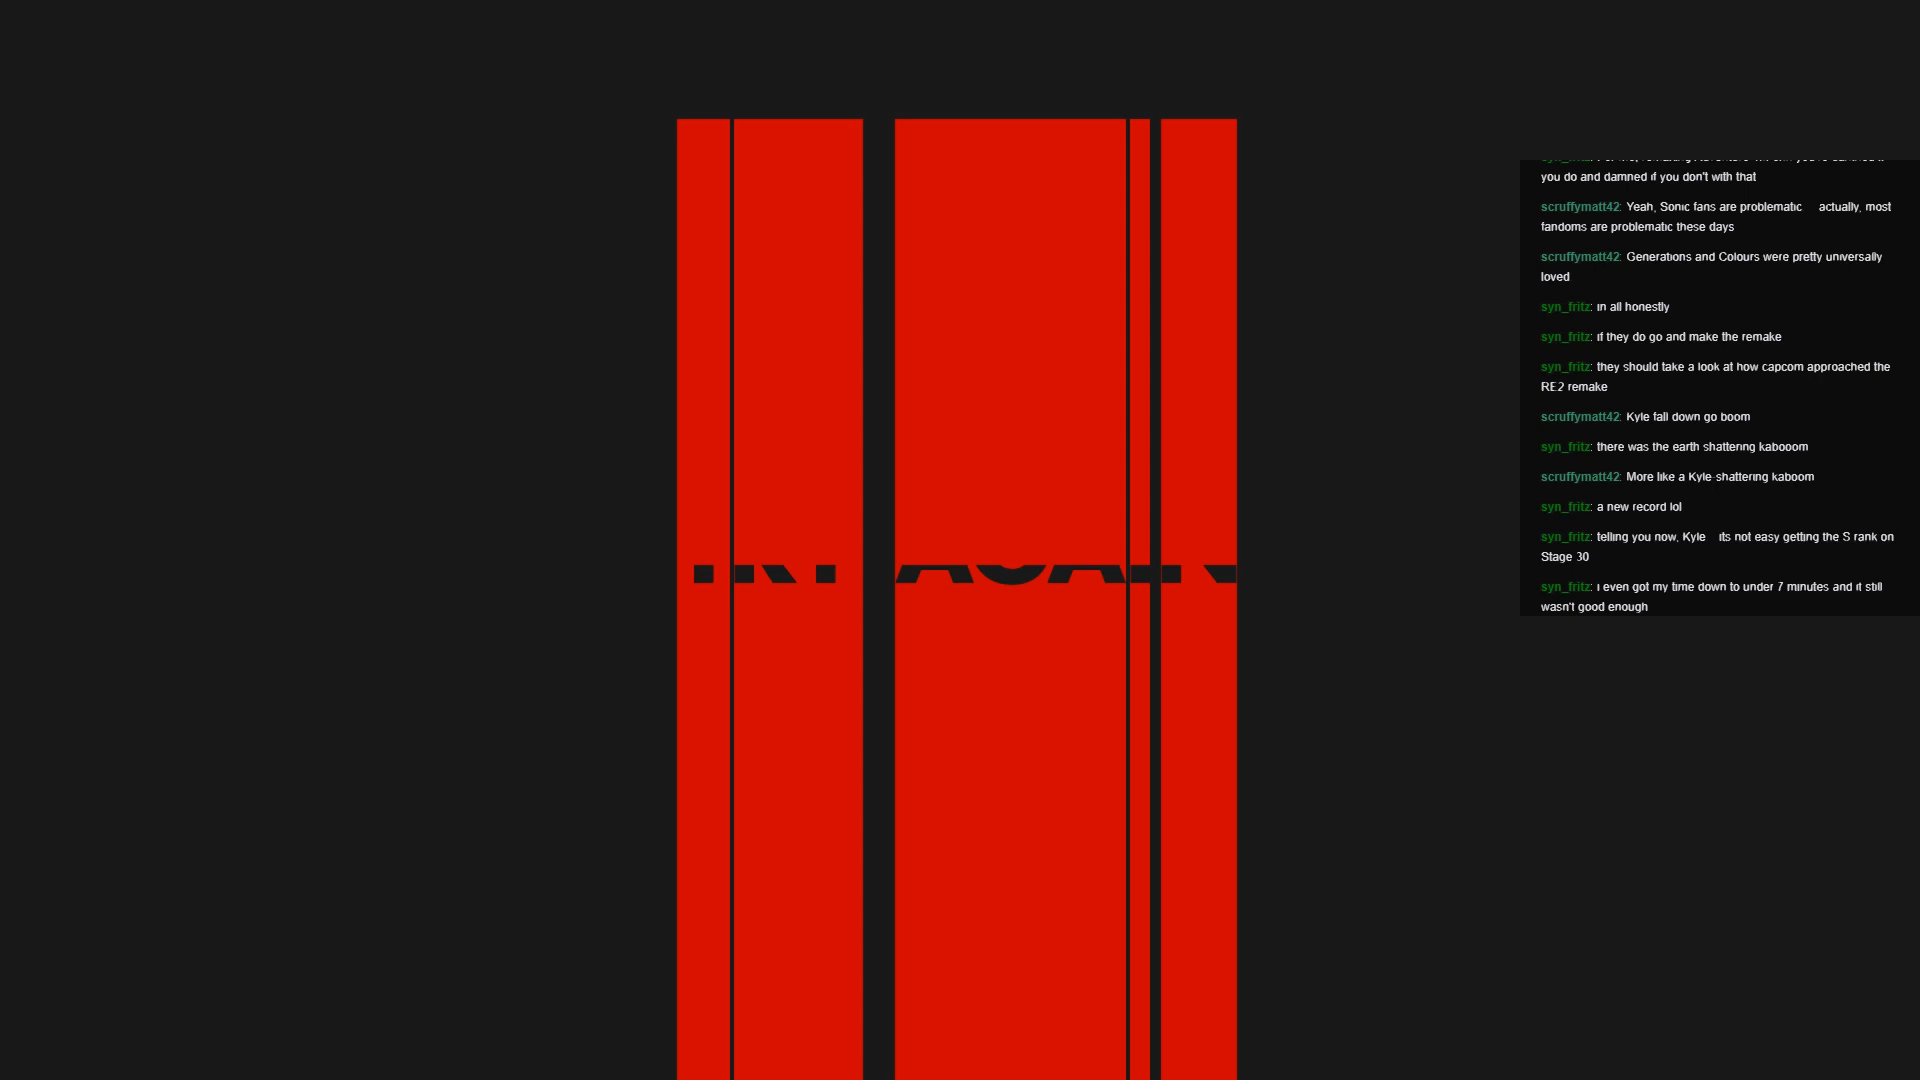 you do and damned if you don't with that
scruffymatt42: Yeah, Sonic fans are problematic actually, most
fandoms are problematic these days
scruffymatt42: Generations and Colours were pretty universally
loved
syn_fritz: in all honestly
syn_fritz: if they do go and make the remake
syn_fritz: they should take a look at how capcom approached the
RE2 remake
scruffymatt42: Kyle fall down go boom
syn_fritz: there was the earth shattering kabooom
scruffymatt42: More like a Kyle-shattering kaboom
syn_fritz: a new record lol
syn_fritz: telling you now, Kyle its not easy getting the S rank on
Stage 30
syn_fritz: i even got my time down to under 7 minutes and it still
wasn't good enough